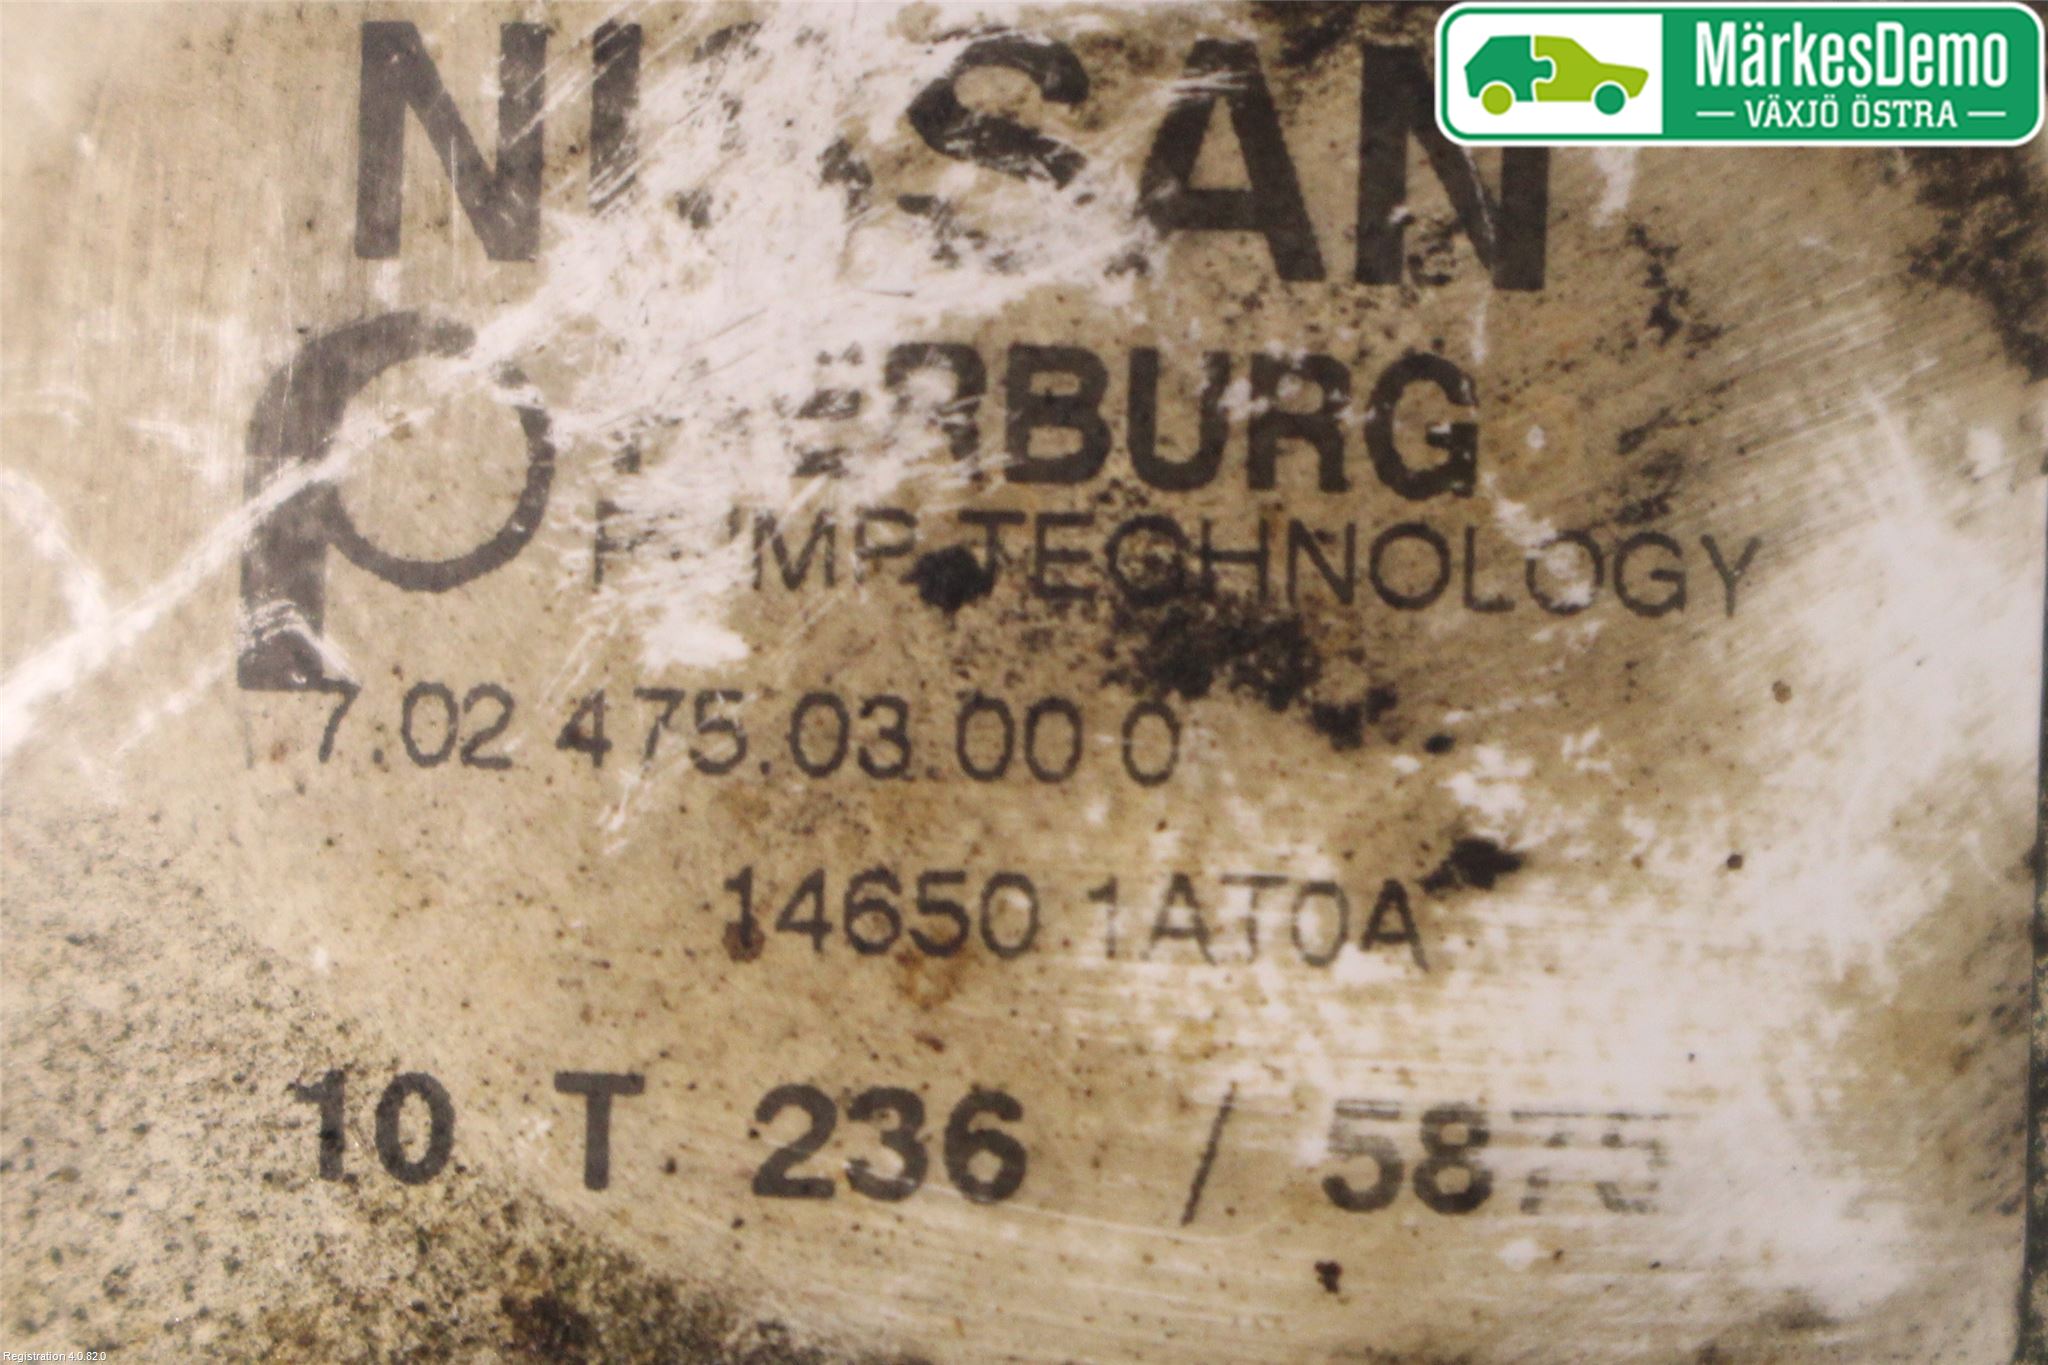 MärkesDemo
VÄXJÖ ÖSTRA
NISSAN
PIERBURG
PUMP TECHNOLOGY
7.02 475.03.00 0
14650 1AT0A
10 T 236 / 58
Registration 4.0.82.0